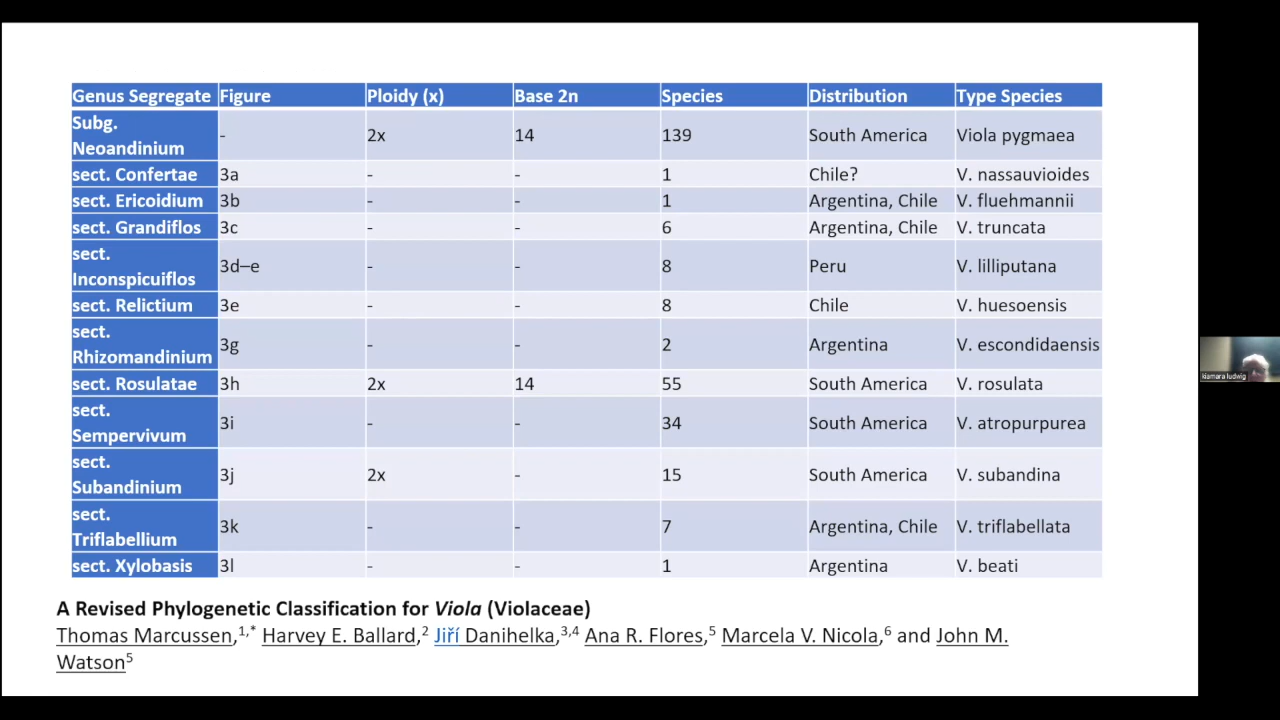 Genus Segregate Figure Ploidy (x) Base 2n Species Distribution Type Species
Subg.
Neoandinium - 2x 14 139 South America Viola pygmaea
sect. Confertae 3a - - 1 Chile? V. nassauvioides
sect. Ericoidium 3b - - 1 Argentina, Chile V. fluehmannii
sect. Grandiflos 3c - - 6 Argentina, Chile V. truncata
sect.
Inconspicuiflos 3d–e - - 8 Peru V. lilliputana
sect. Relictium 3e - - 8 Chile V. huesoensis
sect.
Rhizomandinium 3g - - 2 Argentina V. escondidaensis
sect. Rosulatae 3h 2x 14 55 South America V. rosulata
sect.
Sempervivum 3i - - 34 South America V. atropurpurea
sect.
Subandinium 3j 2x - 15 South America V. subandina
sect.
Triflabellium 3k - - 7 Argentina, Chile V. triflabellata
sect. Xylobasis 3l - - 1 Argentina V. beati
A Revised Phylogenetic Classification for Viola (Violaceae)
Thomas Marcussen,1,* Harvey E. Ballard,2 Jiří Danihelka,3,4 Ana R. Flores,5 Marcela V. Nicola,6 and John M.
Watson5
kiamara ludwig